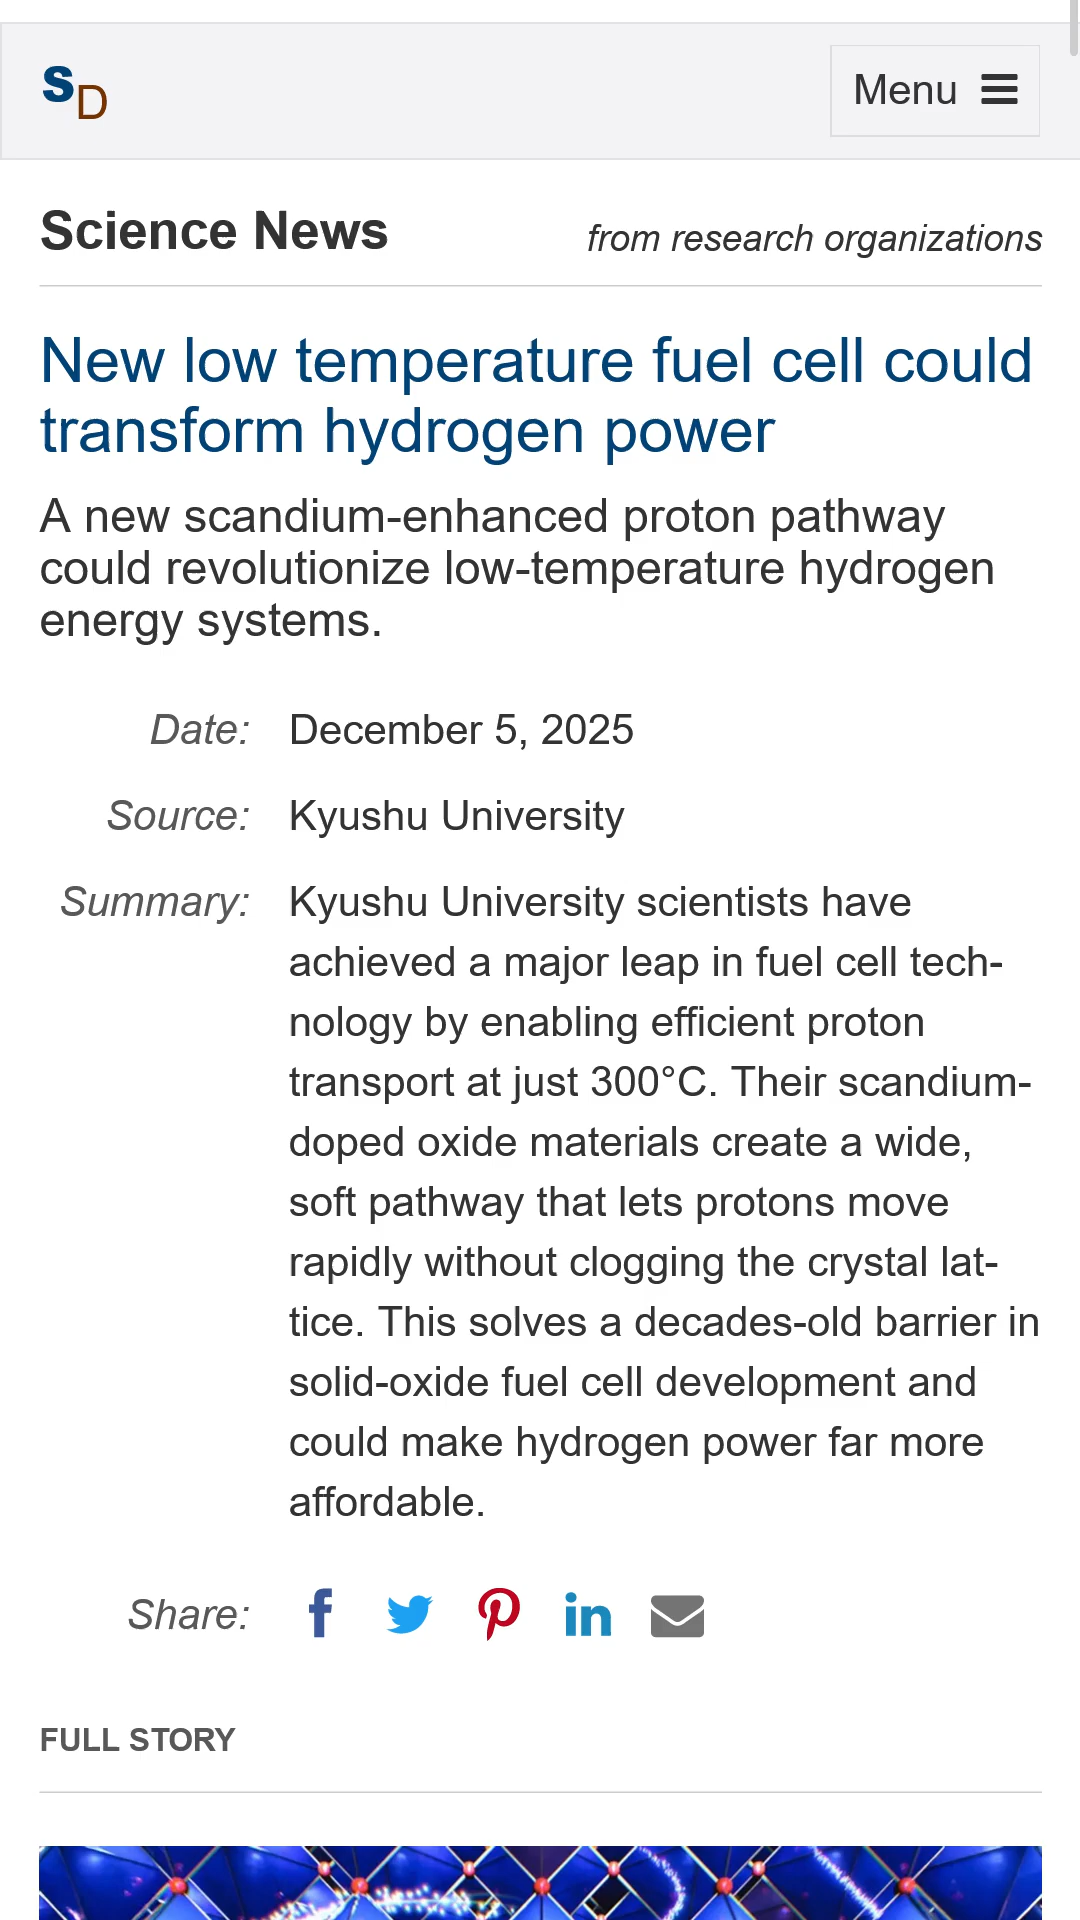 SD
Menu
Science News
from research organizations
New low temperature fuel cell could
transform hydrogen power
A new scandium-enhanced proton pathway
could revolutionize low-temperature hydrogen
energy systems.
Date: December 5, 2025
Source: Kyushu University
Summary: Kyushu University scientists have
achieved a major leap in fuel cell tech-
nology by enabling efficient proton
transport at just 300°C. Their scandium-
doped oxide materials create a wide,
soft pathway that lets protons move
rapidly without clogging the crystal lat-
tice. This solves a decades-old barrier in
solid-oxide fuel cell development and
could make hydrogen power far more
affordable.
Share:
FULL STORY